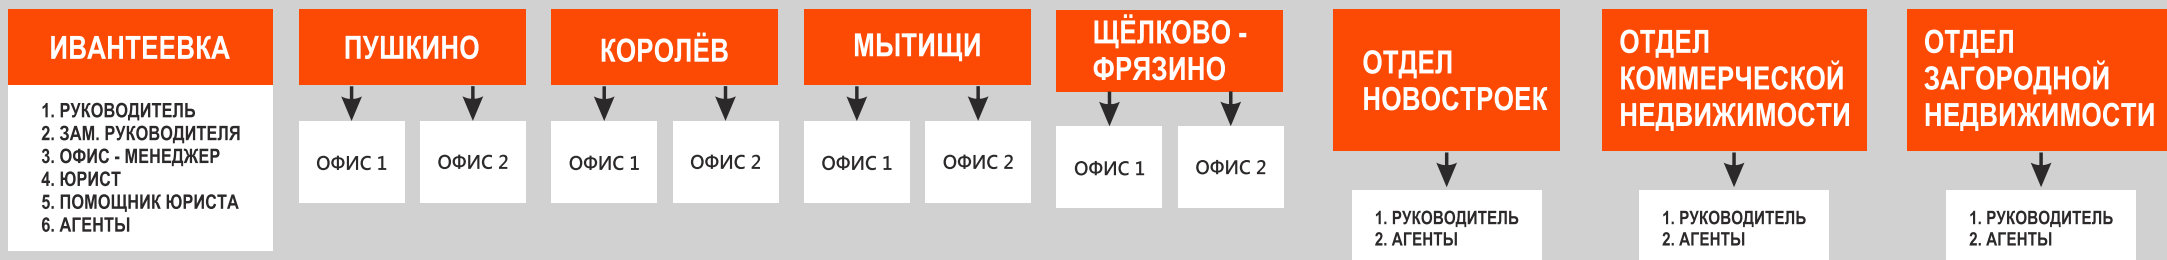 ИВАНТЕЕВКА
1. РУКОВОДИТЕЛЬ
2. ЗАМ. РУКОВОДИТЕЛЯ
3. ОФИС - МЕНЕДЖЕР
4. ЮРИСТ
5. ПОМОЩНИК ЮРИСТА
6. АГЕНТЫ
ПУШКИНО
ОФИС 1
ОФИС 2
КОРОЛЁВ
ОФИС 1
ОФИС 2
МЫТИЩИ
ОФИС 1
ОФИС 2
ЩЁЛКОВО -
ФРЯЗИНО
ОФИС 1
ОФИС 2
ОТДЕЛ
НОВОСТРОЕК
1. РУКОВОДИТЕЛЬ
2. АГЕНТЫ
ОТДЕЛ
КОММЕРЧЕСКОЙ
НЕДВИЖИМОСТИ
1. РУКОВОДИТЕЛЬ
2. АГЕНТЫ
ОТДЕЛ
ЗАГОРОДНОЙ
НЕДВИЖИМОСТИ
1. РУКОВОДИТЕЛЬ
2. АГЕНТЫ